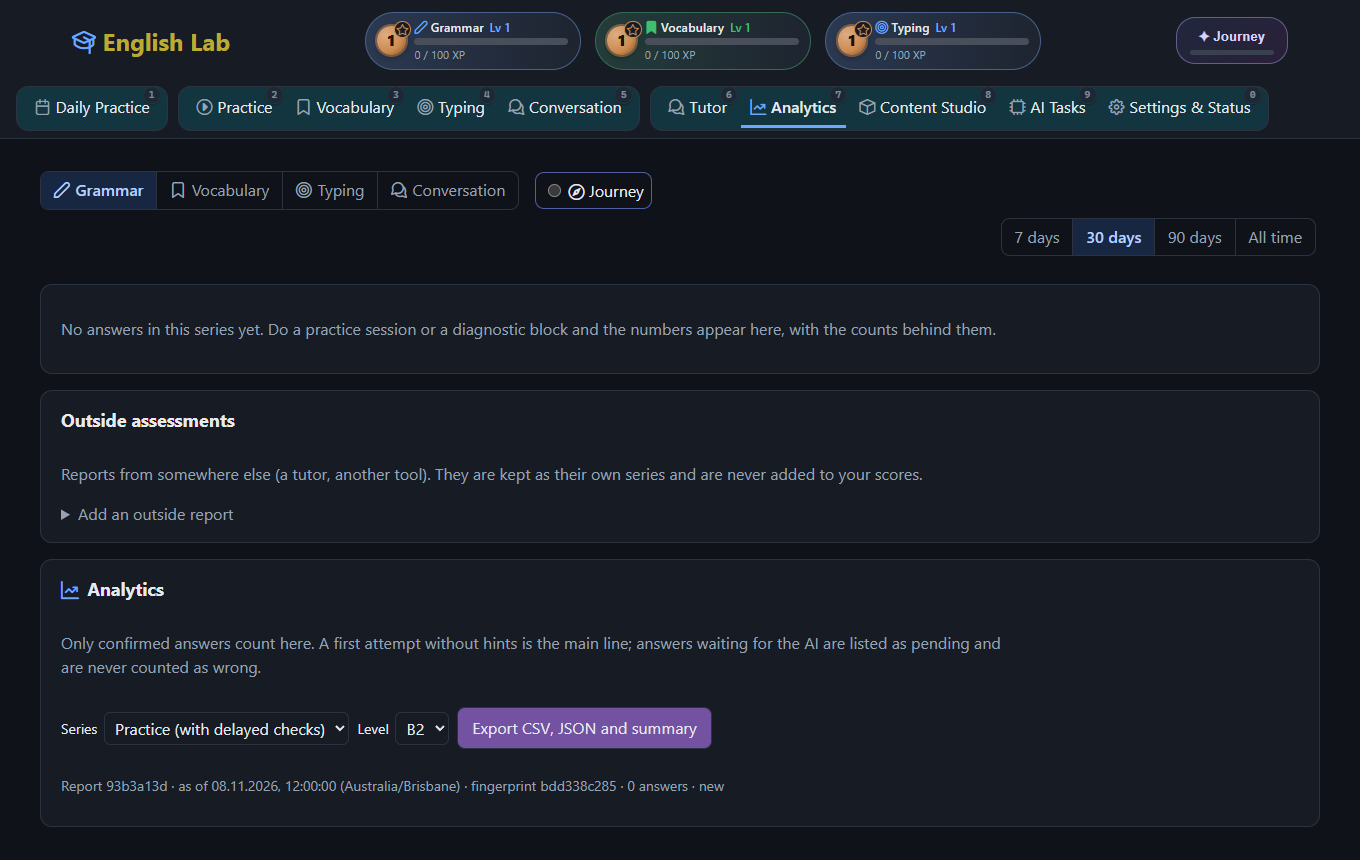 English Lab
1 Grammar Lv 1
0 / 100 XP
1 Vocabulary Lv 1
0 / 100 XP
1 Typing Lv 1
0 / 100 XP
✦ Journey
Daily Practice 1
Practice 2
Vocabulary 3
Typing 4
Conversation 5
Tutor 6
Analytics 7
Content Studio 8
AI Tasks 9
Settings & Status 0
Grammar
Vocabulary
Typing
Conversation
Journey
7 days
30 days
90 days
All time
No answers in this series yet. Do a practice session or a diagnostic block and the numbers appear here, with the counts behind them.
Outside assessments
Reports from somewhere else (a tutor, another tool). They are kept as their own series and are never added to your scores.
Add an outside report
Analytics
Only confirmed answers count here. A first attempt without hints is the main line; answers waiting for the AI are listed as pending and
are never counted as wrong.
Series Practice (with delayed checks) Level B2 Export CSV, JSON and summary
Report 93b3a13d · as of 08.11.2026, 12:00:00 (Australia/Brisbane) · fingerprint bdd338c285 · 0 answers · new